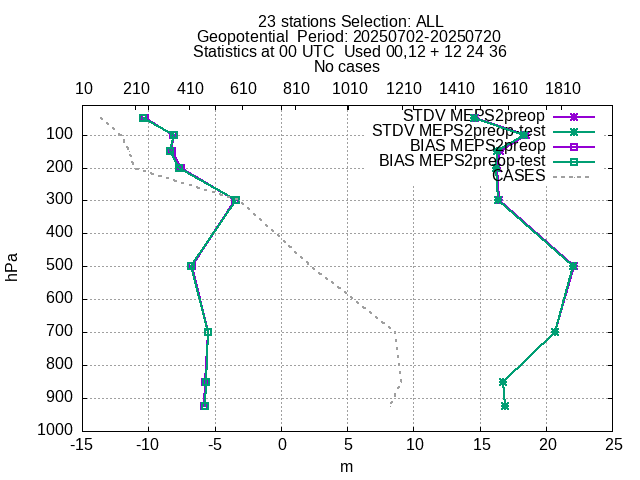 23 stations Selection: ALL
Geopotential  Period: 20250702-20250720
Statistics at 00 UTC  Used 00,12 + 12 24 36
No cases
10 210 410 610 810 1010 1210 1410 1610 1810
STDV MEPS2preop
STDV MEPS2preop-test
BIAS MEPS2preop
BIAS MEPS2preop-test
CASES
100
200
300
400
500
600
700
800
900
1000
hPa
-15 -10 -5 0 5 10 15 20 25
m